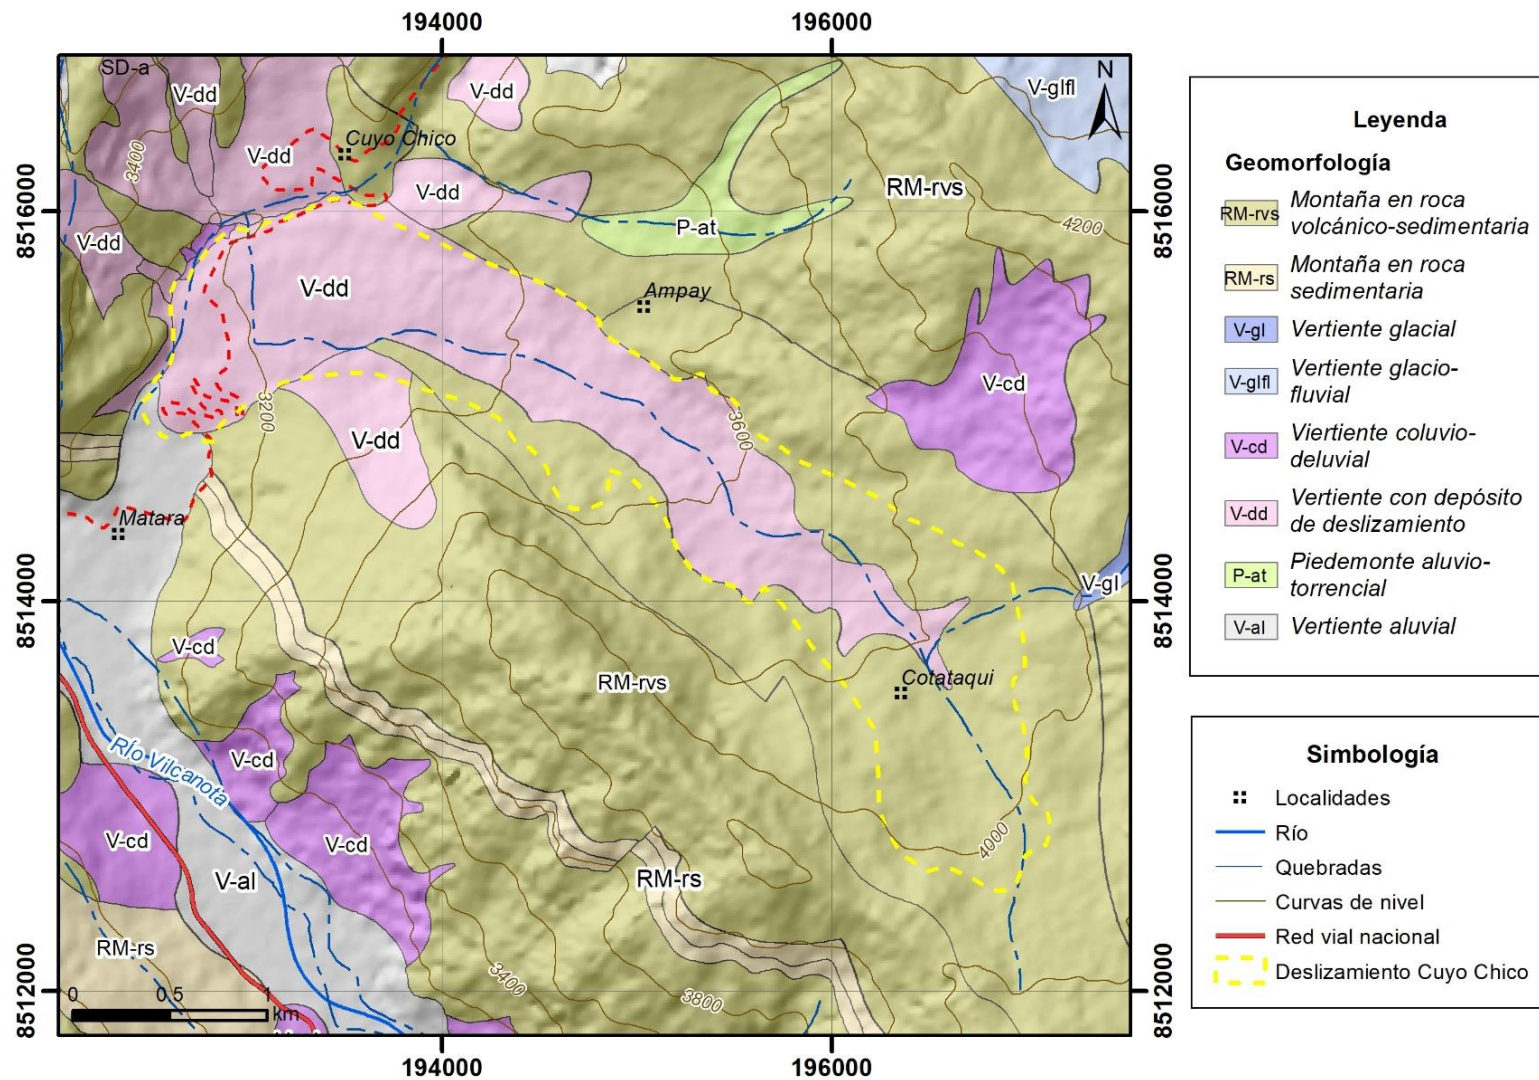 194000
196000
SD-a
V-dd
V-dd
V-glfl
N
Cuyo Chico
3400
V-dd
V-dd
RM-rvs
8516000
8516000
P-at
4200
V-dd
V-dd
Ampay
V-cd
3200
3600
V-dd
Matara
8514000
8514000
V-gl
V-cd
Cotataqui
RM-rvs
Río Vilcanota
V-cd
V-cd
V-cd
4000
V-al
RM-rs
RM-rs
3400
3800
8512000
8512000
0 0.5 1
km
194000
196000
Leyenda
Geomorfología
RM-rvs Montaña en roca
volcánico-sedimentaria
RM-rs Montaña en roca
sedimentaria
V-gl Vertiente glacial
V-glfl Vertiente glacio-
fluvial
V-cd Viertiente coluvio-
deluvial
V-dd Vertiente con depósito
de deslizamiento
P-at Piedemonte aluvio-
torrencial
V-al Vertiente aluvial
Simbología
Localidades
Río
Quebradas
Curvas de nivel
Red vial nacional
Deslizamiento Cuyo Chico